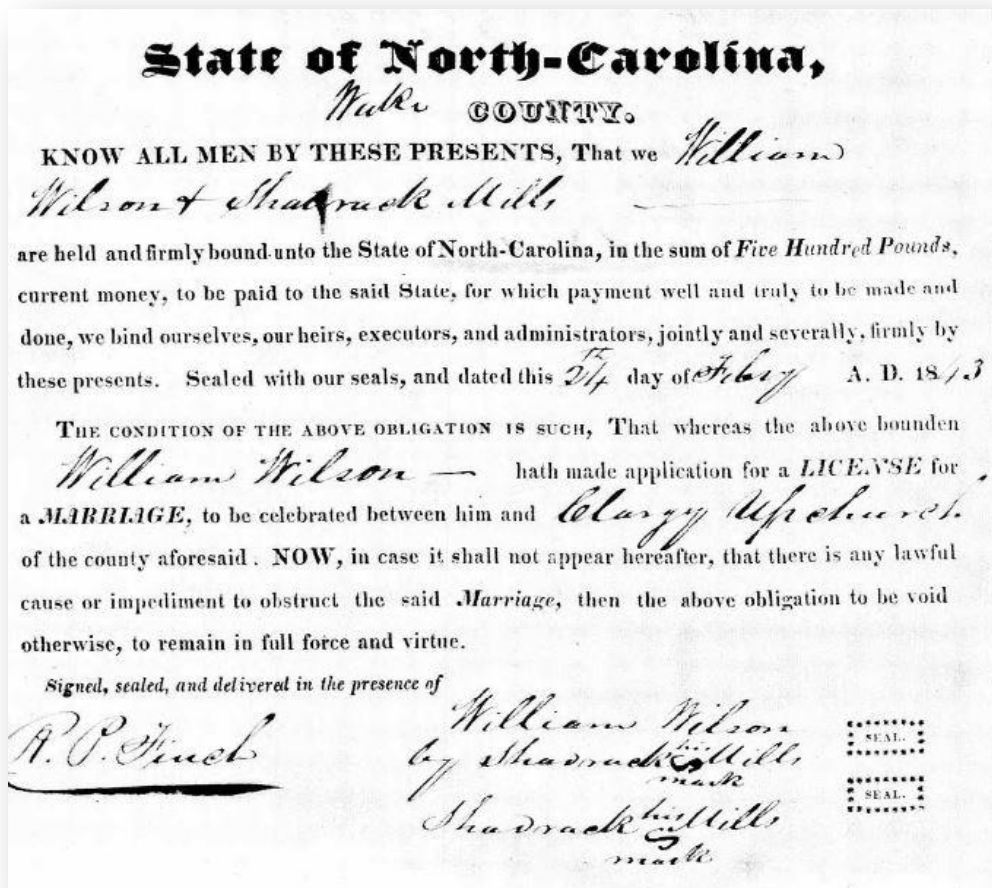 State of North-Carolina,
Wake COUNTY.
KNOW ALL MEN BY THESE PRESENTS, That we William
Wilson + Shadrack Mills
are held and firmly bound unto the State of North-Carolina, in the sum of Five Hundred Pounds,
current money, to be paid to the said State, for which payment well and truly to be made and
done, we bind ourselves, our heirs, executors, and administrators, jointly and severally, firmly by
these presents. Sealed with our seals, and dated this 24th day of Feby A. D. 1843
THE CONDITION OF THE ABOVE OBLIGATION IS SUCH, That whereas the above bounden
William Wilson — hath made application for a LICENSE for
a MARRIAGE, to be celebrated between him and Clargy Upchurch
of the county aforesaid. NOW, in case it shall not appear hereafter, that there is any lawful
cause or impediment to obstruct the said Marriage, then the above obligation to be void
otherwise, to remain in full force and virtue.
Signed, sealed, and delivered in the presence of
William Wilson SEAL.
R. P. Finch by Shadrack his Mills
mark
SEAL.
Shadrack his Mills
mark